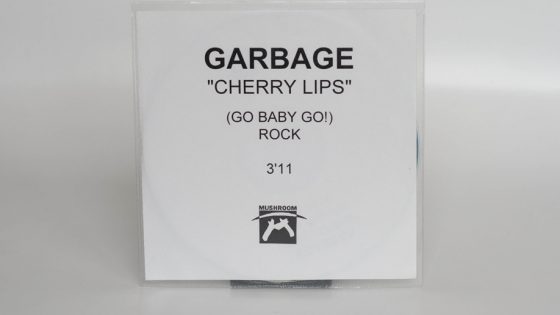 GARBAGE
"CHERRY LIPS"
(GO BABY GO!)
ROCK
3'11
MUSHROOM